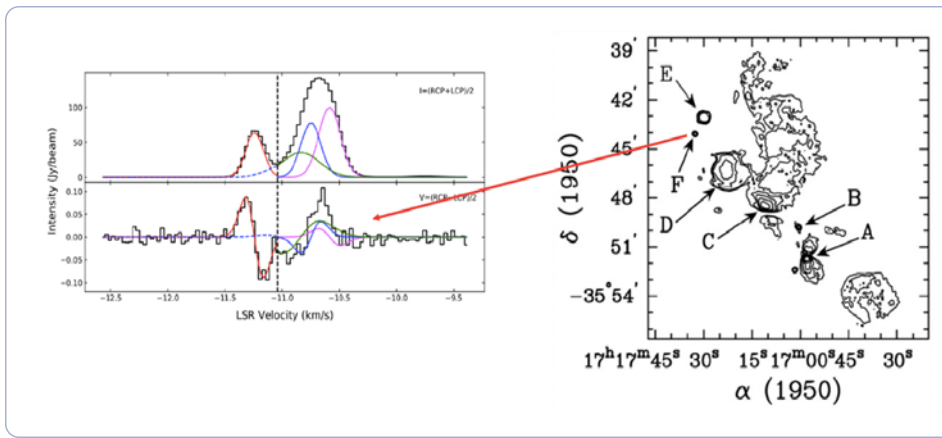 I=(RCP+LCP)/2
100
50
0
V=(RCP-LCP)/2
0.10
0.05
0.00
−0.05
−0.10
Intensity (Jy/beam)
−12.5 −12.0 −11.5 −11.0 −10.5 −10.0 −9.5
LSR Velocity (km/s)
39'
42'
45'
48'
51'
−35°54'
δ (1950)
E
F
D
C
B
A
17h17m45s 30s 15s17m00s45s 30s
α (1950)